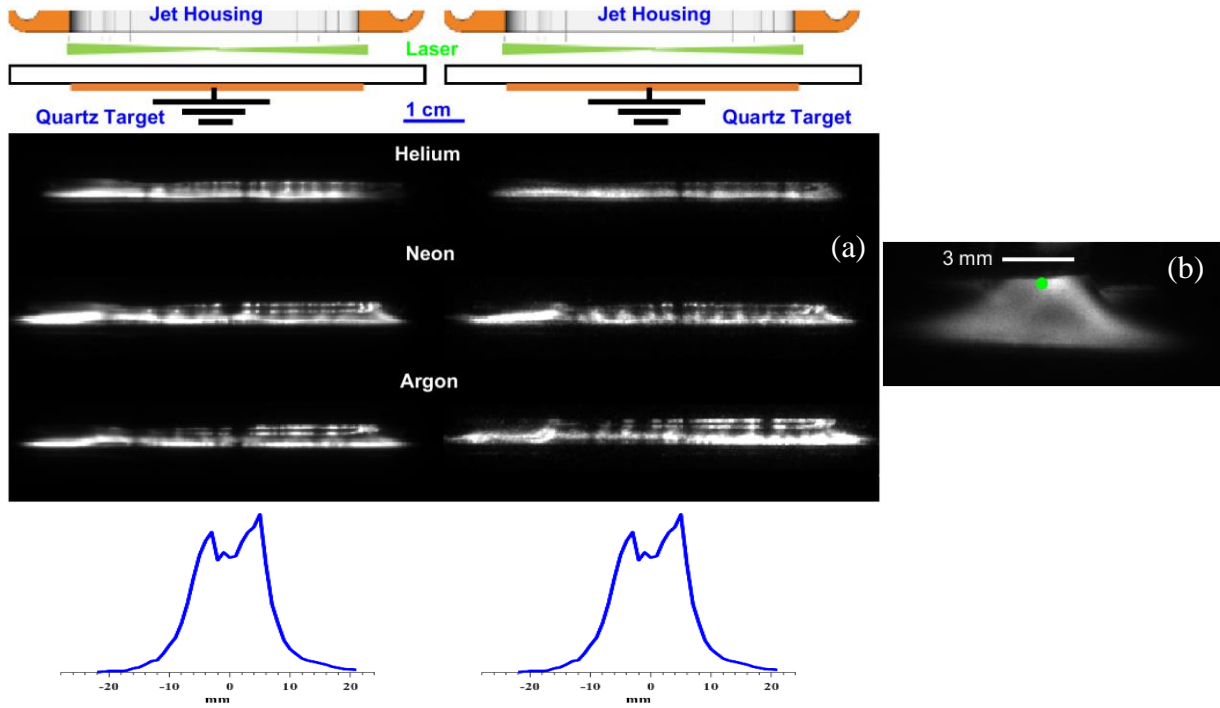 Jet Housing
Jet Housing
Laser
Quartz Target
1 cm
Quartz Target
Helium
Neon
(a)
3 mm
(b)
Argon
-20 -10 0 10 20
mm
-20 -10 0 10 20
mm